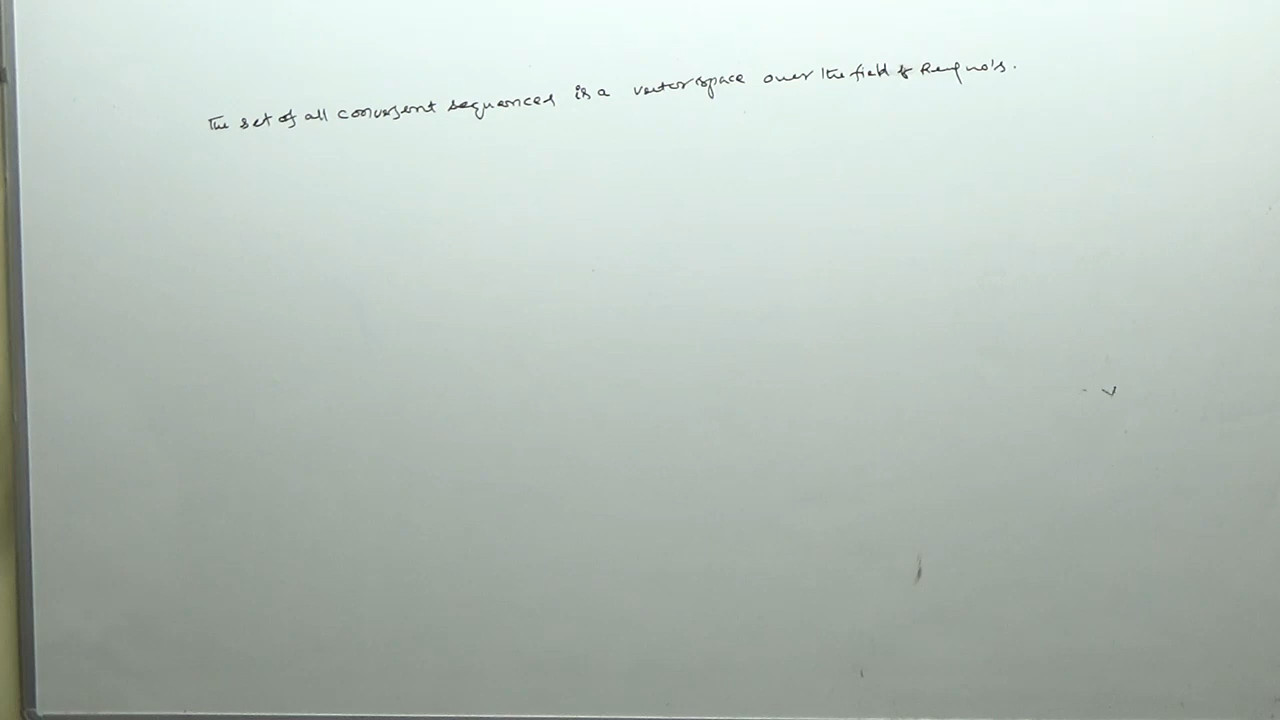 The set of all convergent sequences is a vector space over the field of Real no's.